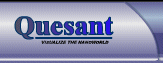 Quesant
VISUALIZE THE NANOWORLD